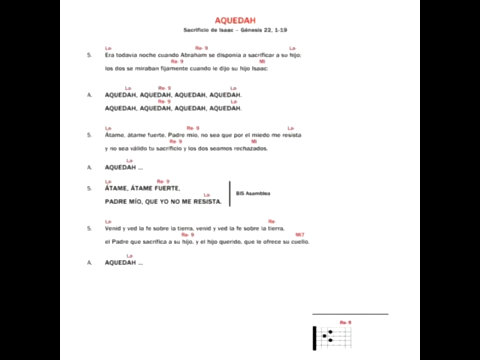 AQUEDAH
Sacrificio de Isaac - Génesis 22, 1-19
La Re 9 La
S. Era todavía noche cuando Abraham se disponía a sacrificar a su hijo;
Re 9 MI
los dos se miraban fijamente cuando le dijo su hijo Isaac:
La Re 9 La
A. AQUEDAH, AQUEDAH, AQUEDAH, AQUEDAH.
Re 9 La
AQUEDAH, AQUEDAH, AQUEDAH, AQUEDAH.
La Re 9 La
S. Átame, átame fuerte, Padre mío, no sea que por el miedo me resista
Re 9 MI
y no sea válido tu sacrificio y los dos seamos rechazados.
La
A. AQUEDAH ...
La Re 9
S. ÁTAME, ÁTAME FUERTE,
La
PADRE MÍO, QUE YO NO ME RESISTA.
BIS Asamblea
La Re
S. Venid y ved la fe sobre la tierra, venid y ved la fe sobre la tierra,
Re 9 MI7
el Padre que sacrifica a su hijo, y el hijo querido, que le ofrece su cuello.
La
A. AQUEDAH ...
Re 9